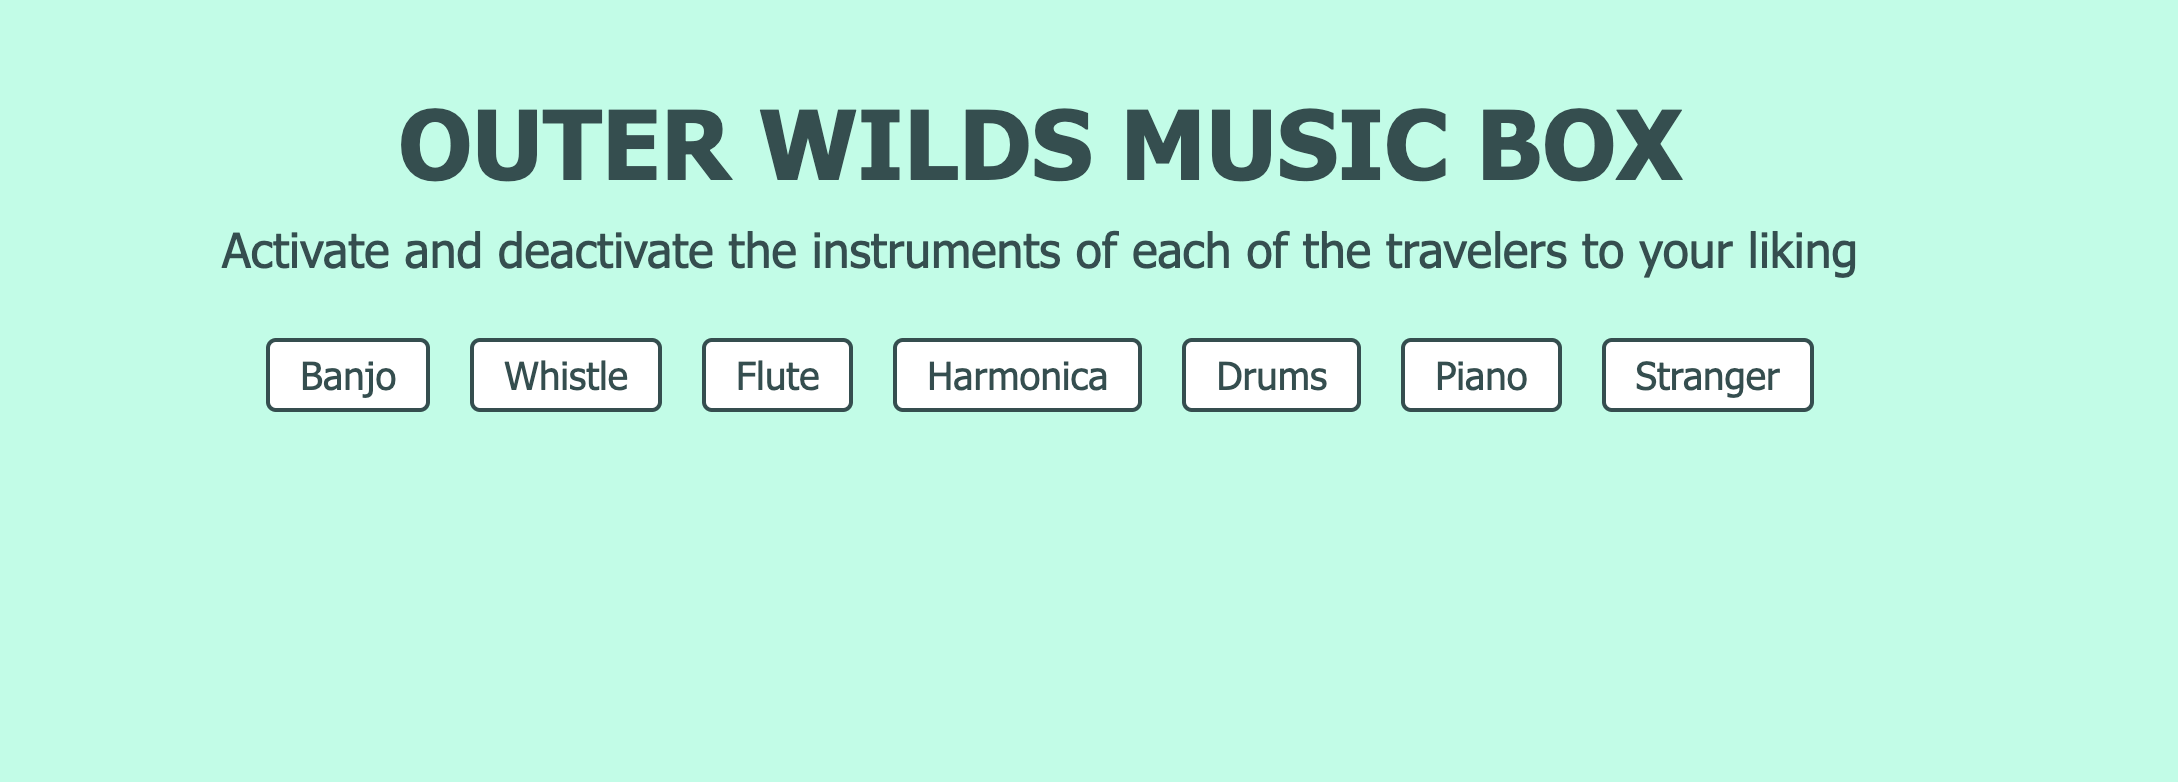 OUTER WILDS MUSIC BOX
Activate and deactivate the instruments of each of the travelers to your liking
Banjo Whistle Flute Harmonica Drums Piano Stranger